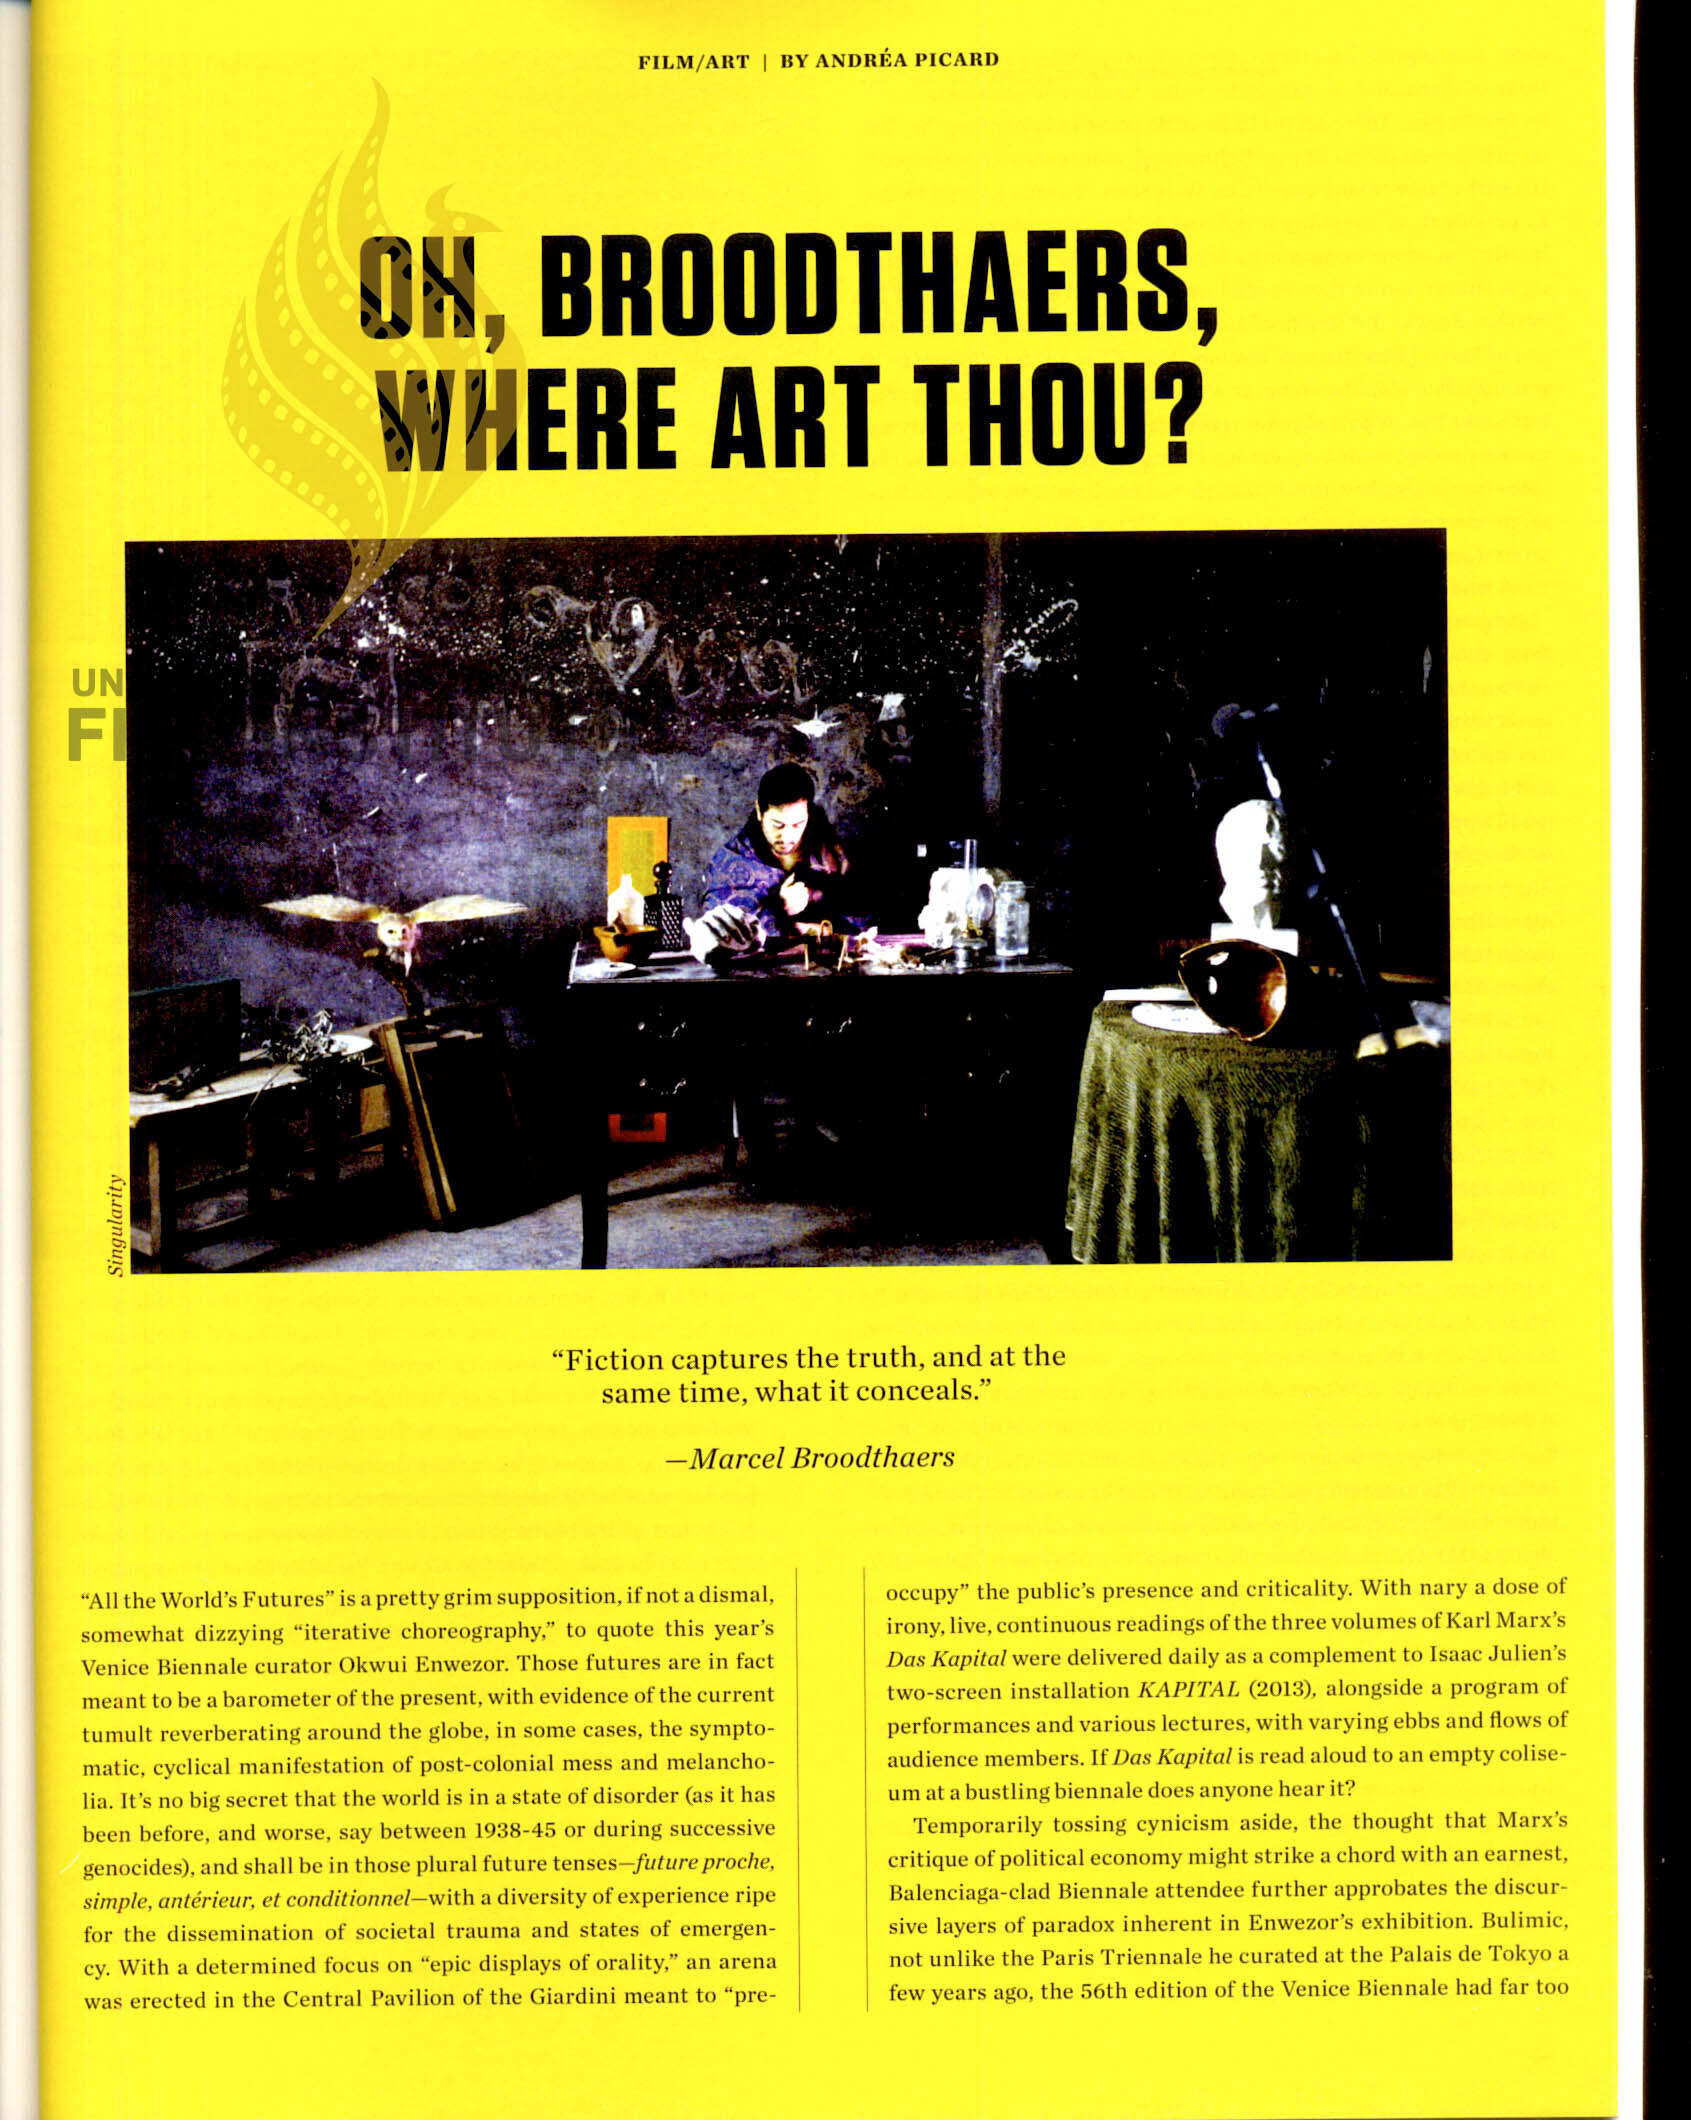 FILM/ART | BY ANDRÉA PICARD
OH, BROODTHAERS,
WHERE ART THOU?
UN
FI
Singularity
“Fiction captures the truth, and at the
same time, what it conceals.”
—Marcel Broodthaers
“All the World’s Futures” is a pretty grim supposition, if not a dismal,
somewhat dizzying “iterative choreography,” to quote this year’s
Venice Biennale curator Okwui Enwezor. Those futures are in fact
meant to be a barometer of the present, with evidence of the current
tumult reverberating around the globe, in some cases, the sympto-
matic, cyclical manifestation of post-colonial mess and melancho-
lia. It’s no big secret that the world is in a state of disorder (as it has
been before, and worse, say between 1938-45 or during successive
genocides), and shall be in those plural future tenses—future proche,
simple, antérieur, et conditionnel—with a diversity of experience ripe
for the dissemination of societal trauma and states of emergen-
cy. With a determined focus on “epic displays of orality,” an arena
was erected in the Central Pavilion of the Giardini meant to “pre-
occupy” the public’s presence and criticality. With nary a dose of
irony, live, continuous readings of the three volumes of Karl Marx’s
Das Kapital were delivered daily as a complement to Isaac Julien’s
two-screen installation KAPITAL (2013), alongside a program of
performances and various lectures, with varying ebbs and flows of
audience members. If Das Kapital is read aloud to an empty colise-
um at a bustling biennale does anyone hear it?
Temporarily tossing cynicism aside, the thought that Marx’s
critique of political economy might strike a chord with an earnest,
Balenciaga-clad Biennale attendee further approbates the discur-
sive layers of paradox inherent in Enwezor’s exhibition. Bulimic,
not unlike the Paris Triennale he curated at the Palais de Tokyo a
few years ago, the 56th edition of the Venice Biennale had far too